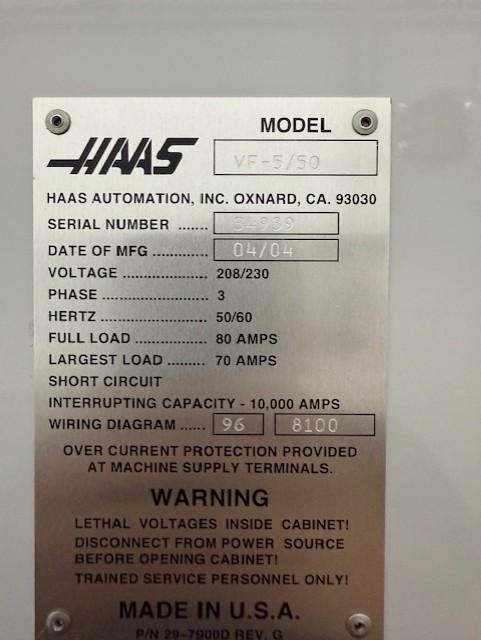 MODEL
HAAS VF-5/50
HAAS AUTOMATION, INC. OXNARD, CA. 93030
SERIAL NUMBER ....... 34939
DATE OF MFG ............ 04/04
VOLTAGE ................... 208/230
PHASE ........................ 3
HERTZ ........................ 50/60
FULL LOAD ................ 80 AMPS
LARGEST LOAD ......... 70 AMPS
SHORT CIRCUIT
INTERRUPTING CAPACITY - 10,000 AMPS
WIRING DIAGRAM ...... 96 8100
OVER CURRENT PROTECTION PROVIDED
AT MACHINE SUPPLY TERMINALS.
WARNING
LETHAL VOLTAGES INSIDE CABINET!
DISCONNECT FROM POWER SOURCE
BEFORE OPENING CABINET!
TRAINED SERVICE PERSONNEL ONLY!
MADE IN U.S.A.
P/N 29-7900D REV. G